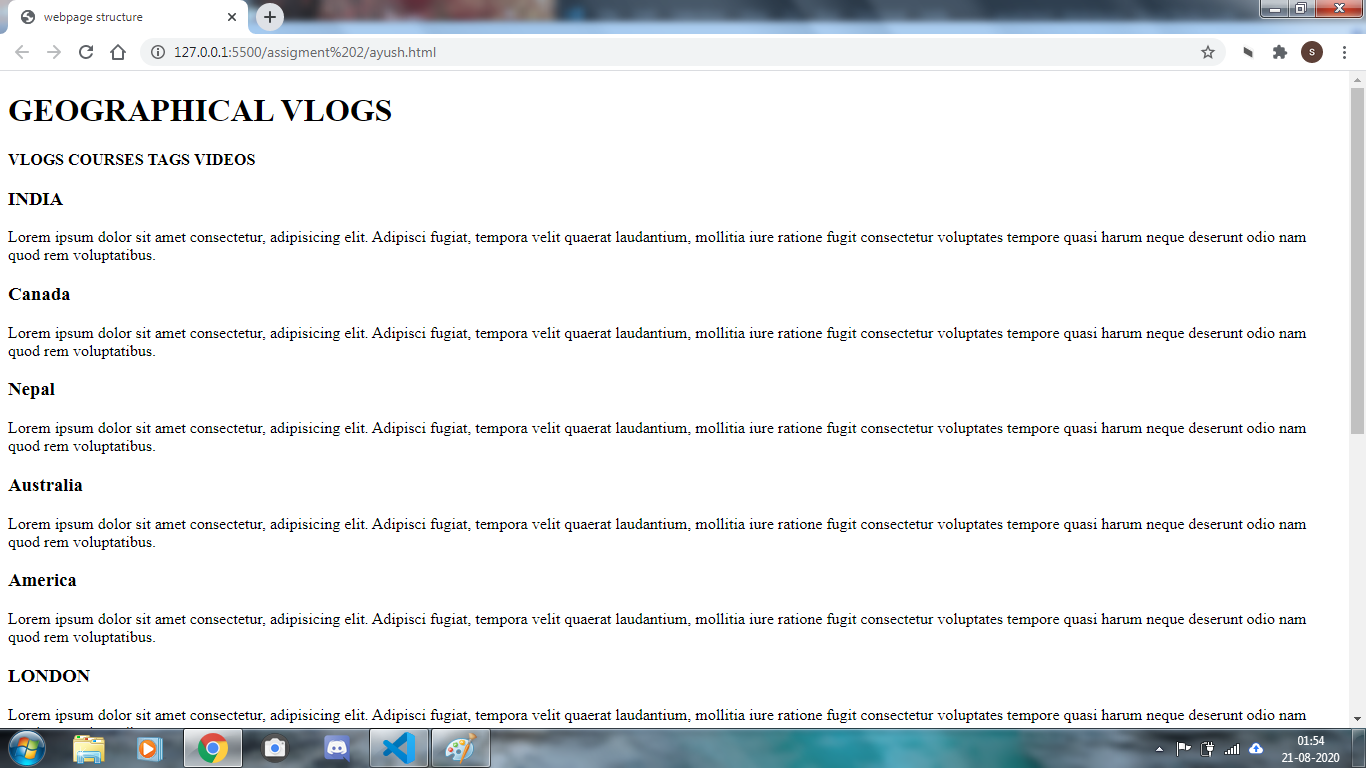 webpage structure
127.0.0.1:5500/assigment%202/ayush.html
S
GEOGRAPHICAL VLOGS
VLOGS COURSES TAGS VIDEOS
INDIA
Lorem ipsum dolor sit amet consectetur, adipisicing elit. Adipisci fugiat, tempora velit quaerat laudantium, mollitia iure ratione fugit consectetur voluptates tempore quasi harum neque deserunt odio nam
quod rem voluptatibus.
Canada
Lorem ipsum dolor sit amet consectetur, adipisicing elit. Adipisci fugiat, tempora velit quaerat laudantium, mollitia iure ratione fugit consectetur voluptates tempore quasi harum neque deserunt odio nam
quod rem voluptatibus.
Nepal
Lorem ipsum dolor sit amet consectetur, adipisicing elit. Adipisci fugiat, tempora velit quaerat laudantium, mollitia iure ratione fugit consectetur voluptates tempore quasi harum neque deserunt odio nam
quod rem voluptatibus.
Australia
Lorem ipsum dolor sit amet consectetur, adipisicing elit. Adipisci fugiat, tempora velit quaerat laudantium, mollitia iure ratione fugit consectetur voluptates tempore quasi harum neque deserunt odio nam
quod rem voluptatibus.
America
Lorem ipsum dolor sit amet consectetur, adipisicing elit. Adipisci fugiat, tempora velit quaerat laudantium, mollitia iure ratione fugit consectetur voluptates tempore quasi harum neque deserunt odio nam
quod rem voluptatibus.
LONDON
Lorem ipsum dolor sit amet consectetur, adipisicing elit. Adipisci fugiat, tempora velit quaerat laudantium, mollitia iure ratione fugit consectetur voluptates tempore quasi harum neque deserunt odio nam
01:54
21-08-2020